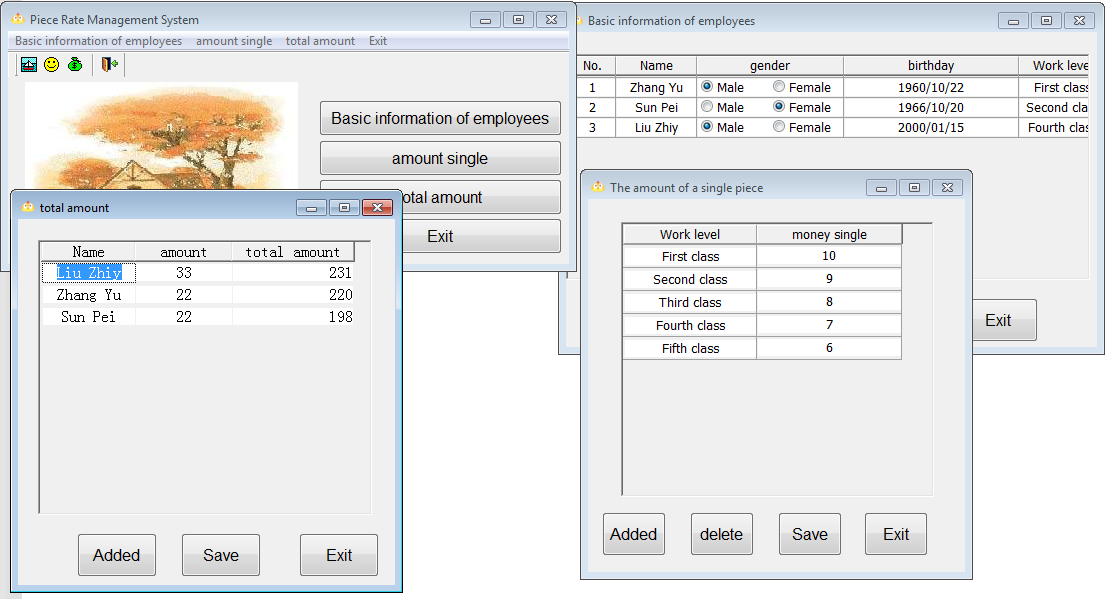 Piece Rate Management System
Basic information of employees amount single total amount Exit
Basic information of employees
amount single
otal amount
Exit
Basic information of employees
No. Name gender birthday Work leve
1 Zhang Yu Male Female 1960/10/22 First class
2 Sun Pei Male Female 1966/10/20 Second cla
3 Liu Zhiy Male Female 2000/01/15 Fourth clas
Exit
total amount
Name amount total amount
Liu Zhiy 33 231
Zhang Yu 22 220
Sun Pei 22 198
Added Save Exit
The amount of a single piece
Work level money single
First class 10
Second class 9
Third class 8
Fourth class 7
Fifth class 6
Added delete Save Exit